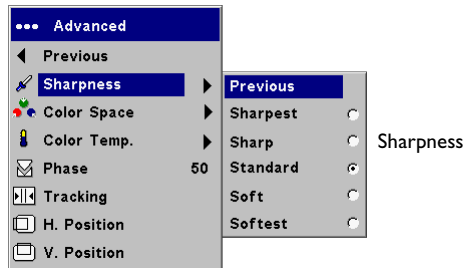 ••• Advanced
Previous
Sharpness
Color Space
Color Temp.
Phase 50
Tracking
H. Position
V. Position
Previous
Sharpest
Sharp
Standard
Soft
Softest
Sharpness